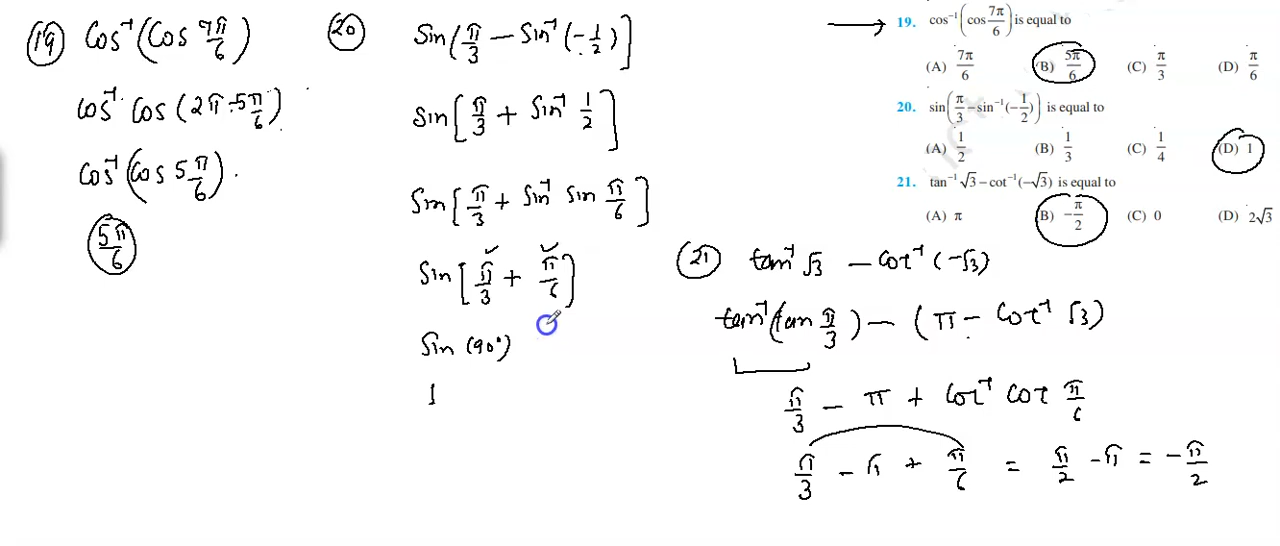 (19) Cos⁻¹(Cos 7π/6)
cos⁻¹ cos (2π - 5π/6)
cos⁻¹(cos 5π/6).
5π/6
(20) Sin(π/3 - Sin⁻¹(-1/2)]
Sin[π/3 + Sin⁻¹ 1/2]
Sin[π/3 + Sin⁻¹ Sin π/6]
Sin[π/3 + π/6]
Sin (90°)
1
19. cos⁻¹(cos 7π/6) is equal to
(A) 7π/6 (B) 5π/6 (C) π/3 (D) π/6
20. sin(π/3 – sin⁻¹(–1/2)) is equal to
(A) 1/2 (B) 1/3 (C) 1/4 (D) 1
21. tan⁻¹ √3 – cot⁻¹(–√3) is equal to
(A) π (B) –π/2 (C) 0 (D) 2√3
(21) tan⁻¹ √3 - Cot⁻¹(-√3)
tan⁻¹(tan π/3) - (π - Cot⁻¹ √3)
π/3 - π + Cot⁻¹ Cot π/6
π/3 - π + π/6 = π/2 - π = -π/2